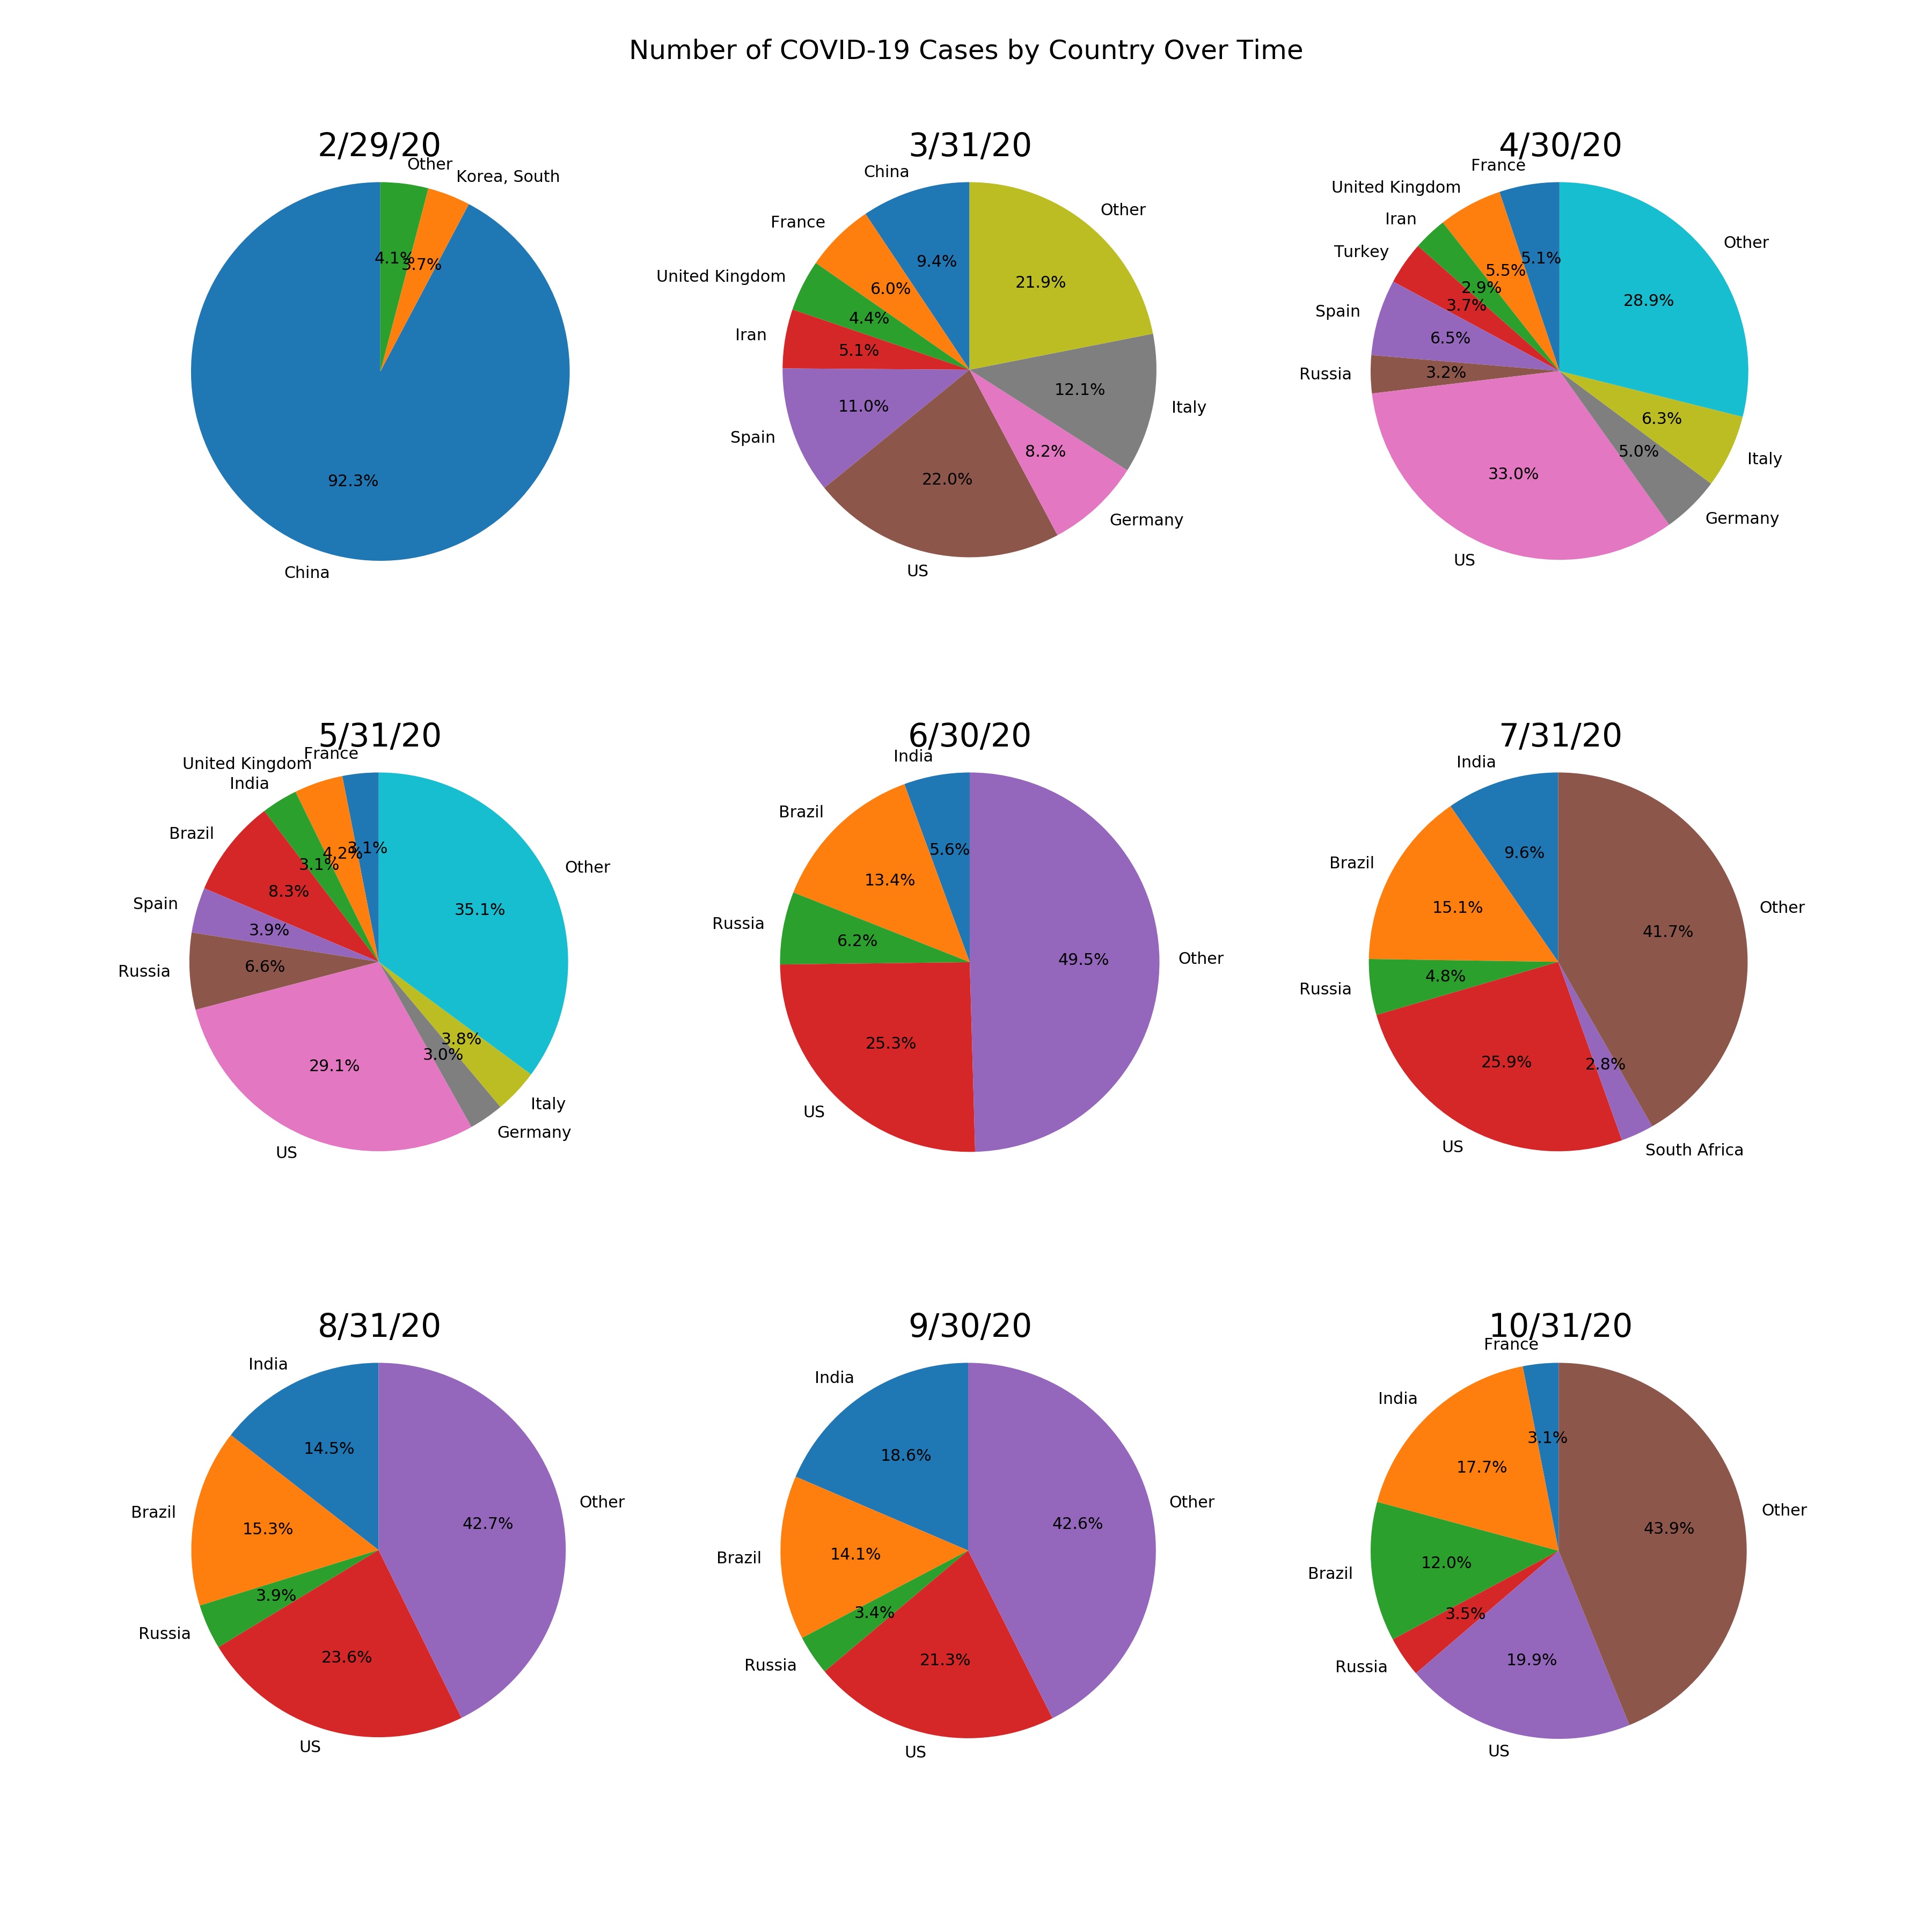 Number of COVID-19 Cases by Country Over Time
2/29/20
Other
Korea, South
4.1%
3.7%
92.3%
China
3/31/20
China
France
Other
United Kingdom
9.4%
21.9%
6.0%
4.4%
Iran
5.1%
12.1%
11.0%
Italy
Spain
8.2%
22.0%
Germany
US
4/30/20
France
United Kingdom
Iran
Other
Turkey
5.1%
5.5%
2.9%
28.9%
3.7%
Spain
6.5%
Russia
3.2%
6.3%
5.0%
Italy
33.0%
Germany
US
5/31/20
France
United Kingdom
India
Brazil
3.1%
4.2%
3.1%
Other
8.3%
Spain
35.1%
3.9%
Russia
6.6%
3.8%
3.0%
29.1%
Italy
Germany
US
6/30/20
India
Brazil
5.6%
13.4%
Russia
6.2%
49.5%
Other
25.3%
US
7/31/20
India
9.6%
Brazil
15.1%
Other
41.7%
4.8%
Russia
25.9%
2.8%
US
South Africa
8/31/20
India
14.5%
Other
Brazil
15.3%
42.7%
3.9%
Russia
23.6%
US
9/30/20
India
18.6%
Other
42.6%
Brazil
14.1%
3.4%
Russia
21.3%
US
10/31/20
France
India
3.1%
17.7%
Other
43.9%
Brazil
12.0%
3.5%
Russia
19.9%
US